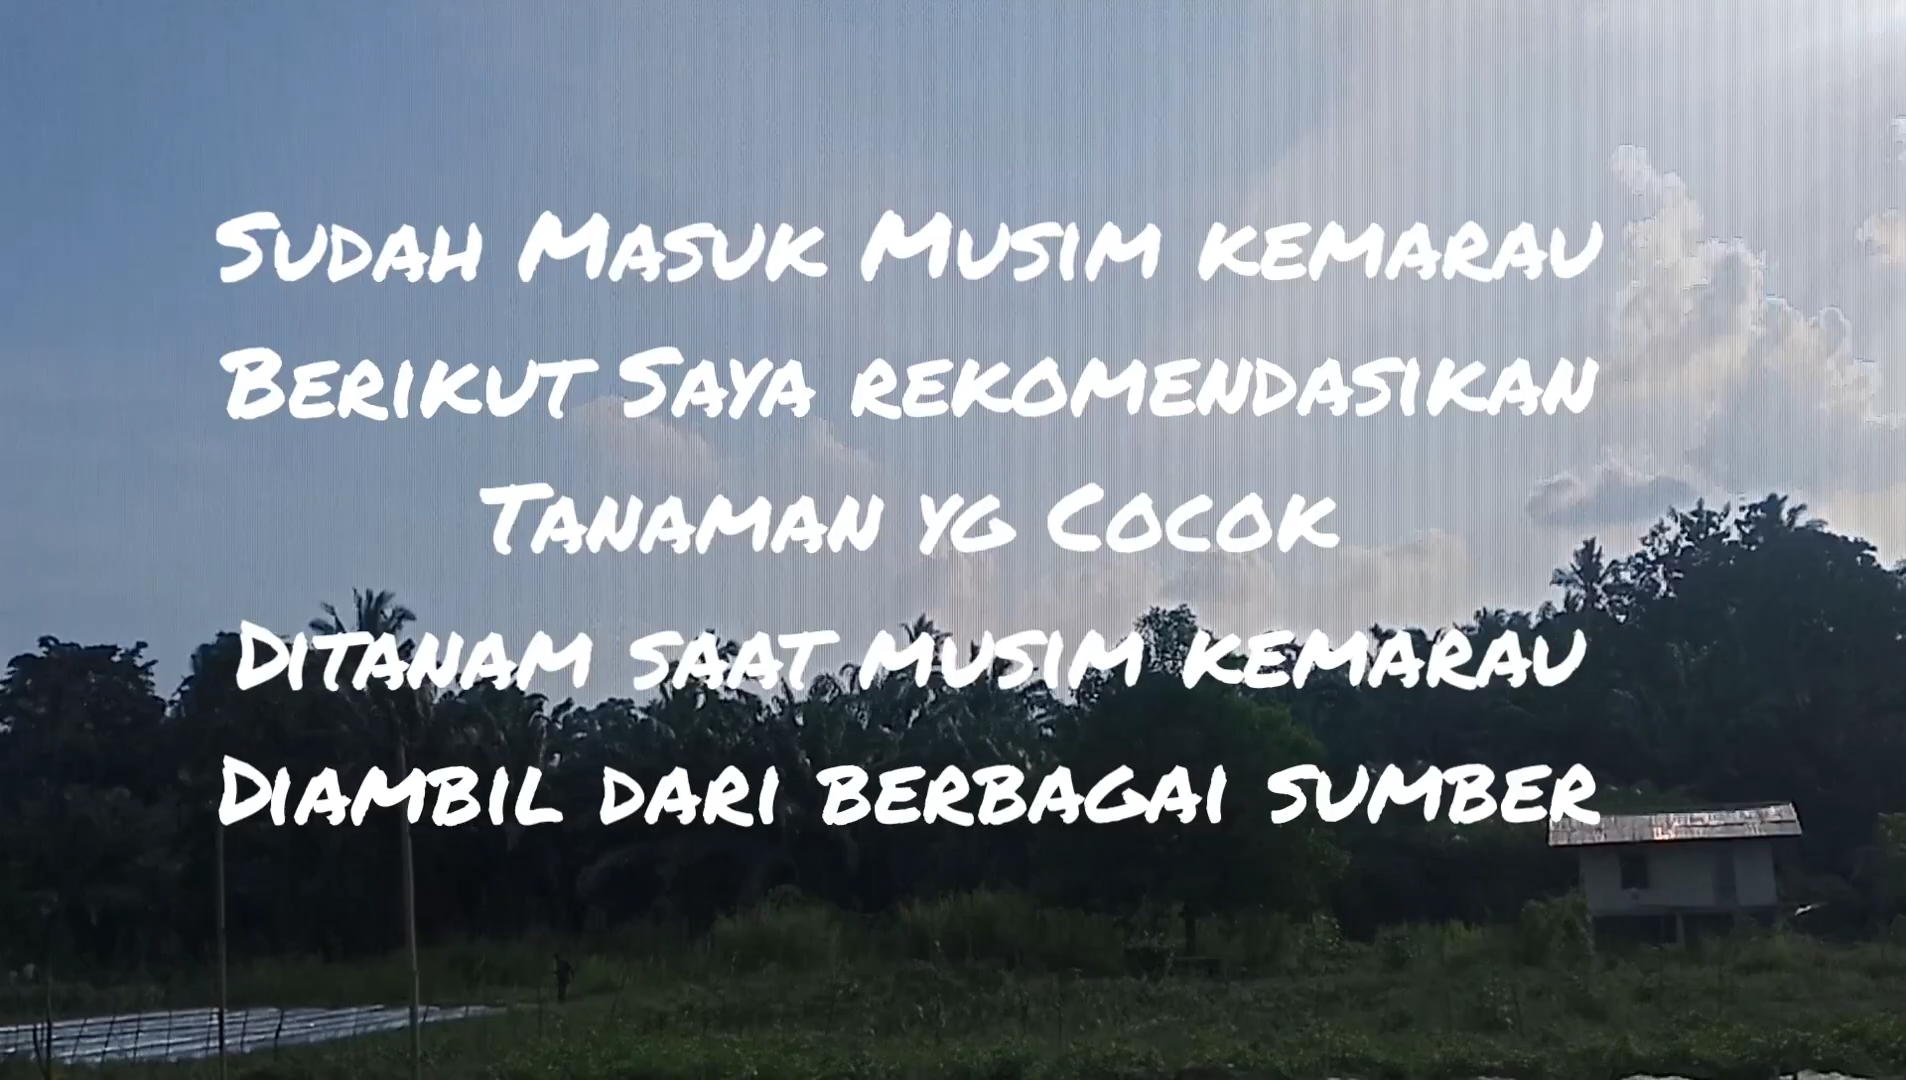 Sudah Masuk Musim kemarau
Berikut Saya rekomendasikan
Tanaman yg Cocok
Ditanam saat musim kemarau
Diambil dari berbagai sumber